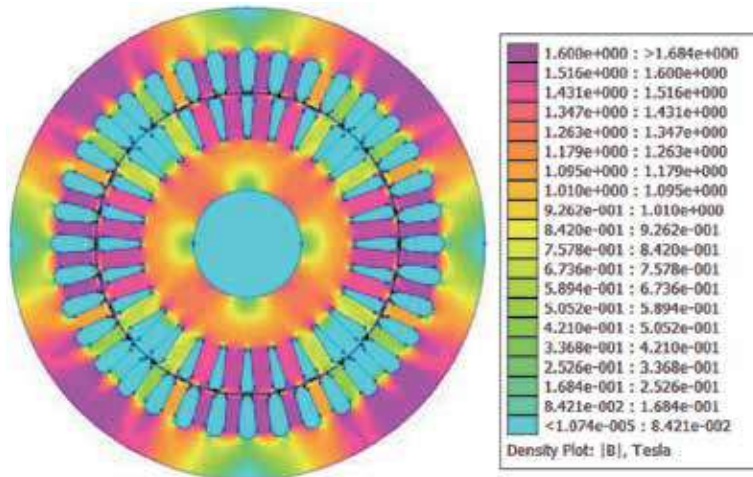 1.600e+000 : >1.684e+000
1.516e+000 : 1.600e+000
1.431e+000 : 1.516e+000
1.347e+000 : 1.431e+000
1.263e+000 : 1.347e+000
1.179e+000 : 1.263e+000
1.095e+000 : 1.179e+000
1.010e+000 : 1.095e+000
9.262e-001 : 1.010e+000
8.420e-001 : 9.262e-001
7.578e-001 : 8.420e-001
6.736e-001 : 7.578e-001
5.894e-001 : 6.736e-001
5.052e-001 : 5.894e-001
4.210e-001 : 5.052e-001
3.368e-001 : 4.210e-001
2.526e-001 : 3.368e-001
1.684e-001 : 2.526e-001
8.421e-002 : 1.684e-001
<1.074e-005 : 8.421e-002
Density Plot: |B|, Tesla